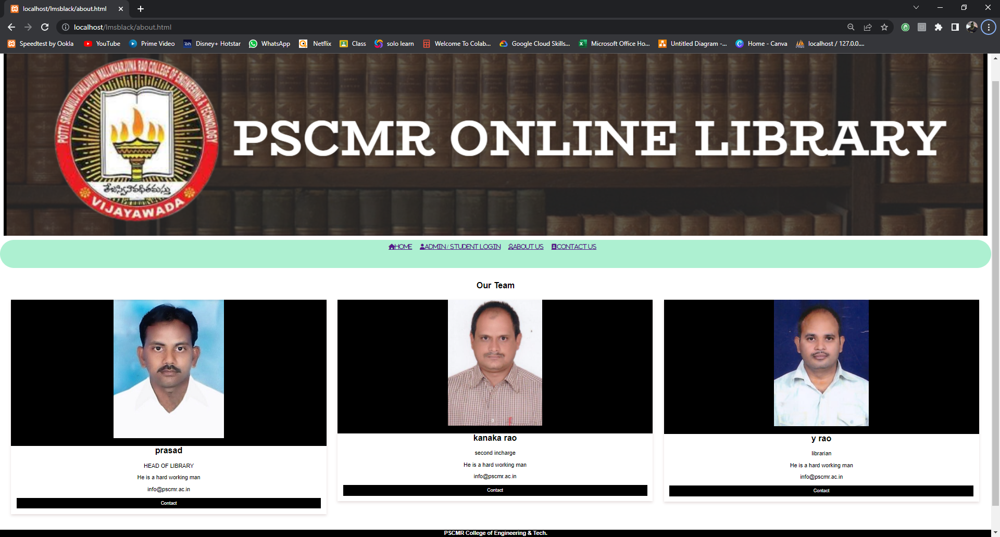 localhost/lmsblack/about.html
localhost/lmsblack/about.html
Speedtest by Ookla YouTube Prime Video Disney+ Hotstar WhatsApp Netflix Class solo learn Welcome To Colab... Google Cloud Skills... Microsoft Office Ho... Untitled Diagram -... Home - Canva localhost / 127.0.0....
POTTI SRIRAMULU CHALAVADI MALLIKHARJUNA RAO COLLEGE OF ENGINEERING & TECHNOLOGY
తేజస్వినావధీతమస్తు
VIJAYAWADA
PSCMR ONLINE LIBRARY
HOME ADMIN / STUDENT LOGIN ABOUT US CONTACT US
Our Team
prasad
HEAD OF LIBRARY
He is a hard working man
info@pscmr.ac.in
Contact
kanaka rao
second incharge
He is a hard working man
info@pscmr.ac.in
Contact
y rao
librarian
He is a hard working man
info@pscmr.ac.in
Contact
PSCMR College of Engineering & Tech.